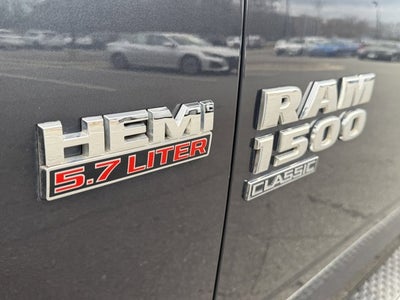 HEMI
5.7 LITER
RAM
1500
CLASSIC